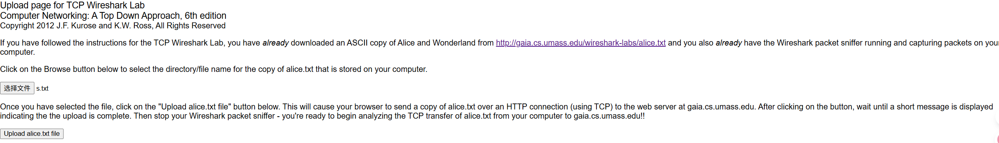 Upload page for TCP Wireshark Lab
Computer Networking: A Top Down Approach, 6th edition
Copyright 2012 J.F. Kurose and K.W. Ross, All Rights Reserved
If you have followed the instructions for the TCP Wireshark Lab, you have already downloaded an ASCII copy of Alice and Wonderland from http://gaia.cs.umass.edu/wireshark-labs/alice.txt and you also already have the Wireshark packet sniffer running and capturing packets on your
computer.
Click on the Browse button below to select the directory/file name for the copy of alice.txt that is stored on your computer.
选择文件 s.txt
Once you have selected the file, click on the "Upload alice.txt file" button below. This will cause your browser to send a copy of alice.txt over an HTTP connection (using TCP) to the web server at gaia.cs.umass.edu. After clicking on the button, wait until a short message is displayed
indicating the the upload is complete. Then stop your Wireshark packet sniffer - you're ready to begin analyzing the TCP transfer of alice.txt from your computer to gaia.cs.umass.edu!!
Upload alice.txt file